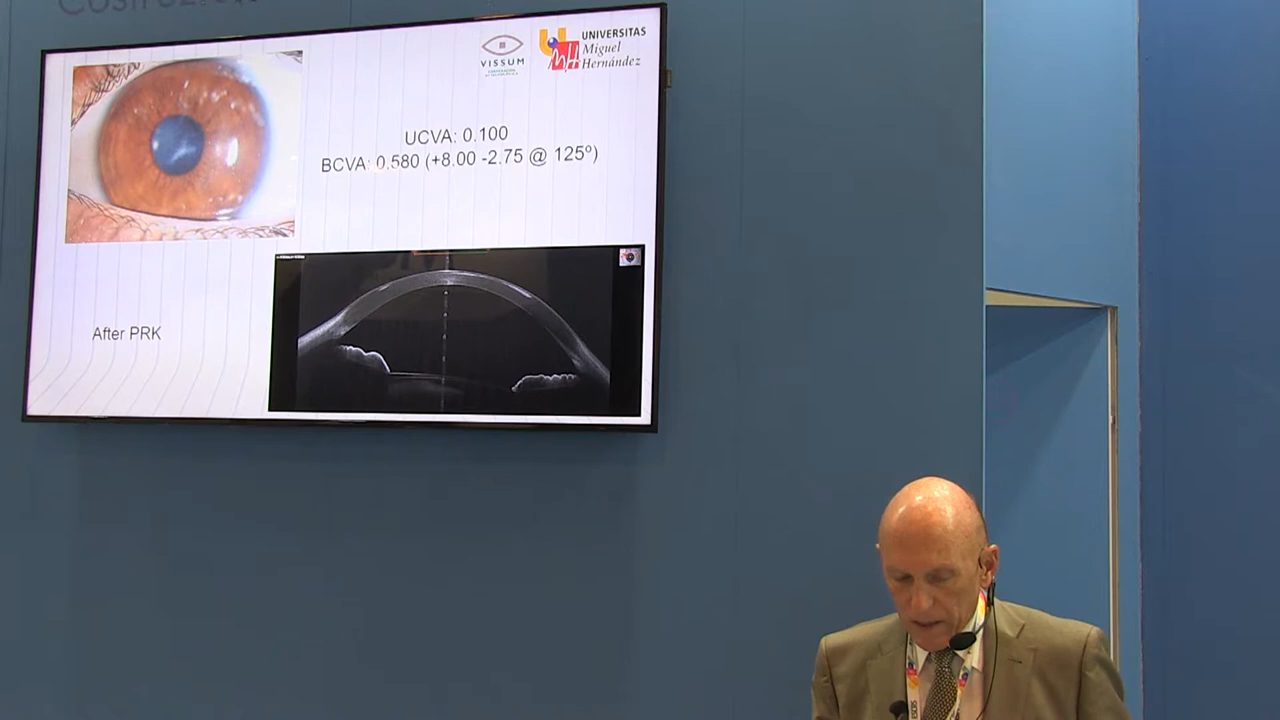 VISSUM
UNIVERSITAS
Miguel
Hernández
UCVA: 0.100
BCVA: 0.580 (+8.00 -2.75 @ 125º)
After PRK